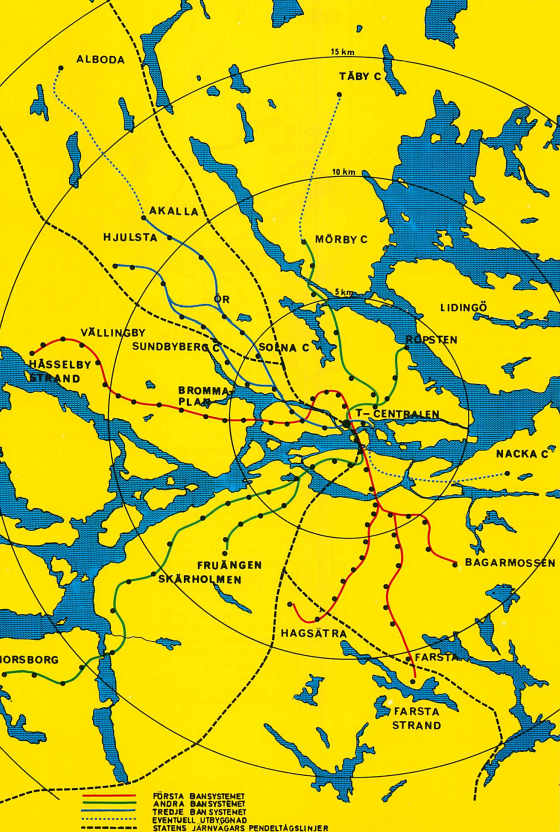 15 km
ALBODA
TÄBY C
10 km
AKALLA
HJULSTA
MÖRBY C
5 km
ÖR
LIDINGÖ
VÄLLINGBY
SUNDBYBERG C
SOLNA C
ROPSTEN
HÄSSELBY
STRAND
BROMMA-
PLAN
T-CENTRALEN
NACKA C
FRUÄNGEN
SKÄRHOLMEN
BAGARMOSSEN
HAGSÄTRA
NORSBORG
FARSTA
FARSTA
STRAND
FÖRSTA BANSYSTEMET
ANDRA BANSYSTEMET
TREDJE BANSYSTEMET
EVENTUELL UTBYGGNAD
STATENS JÄRNVÄGARS PENDELTÅGSLINJER